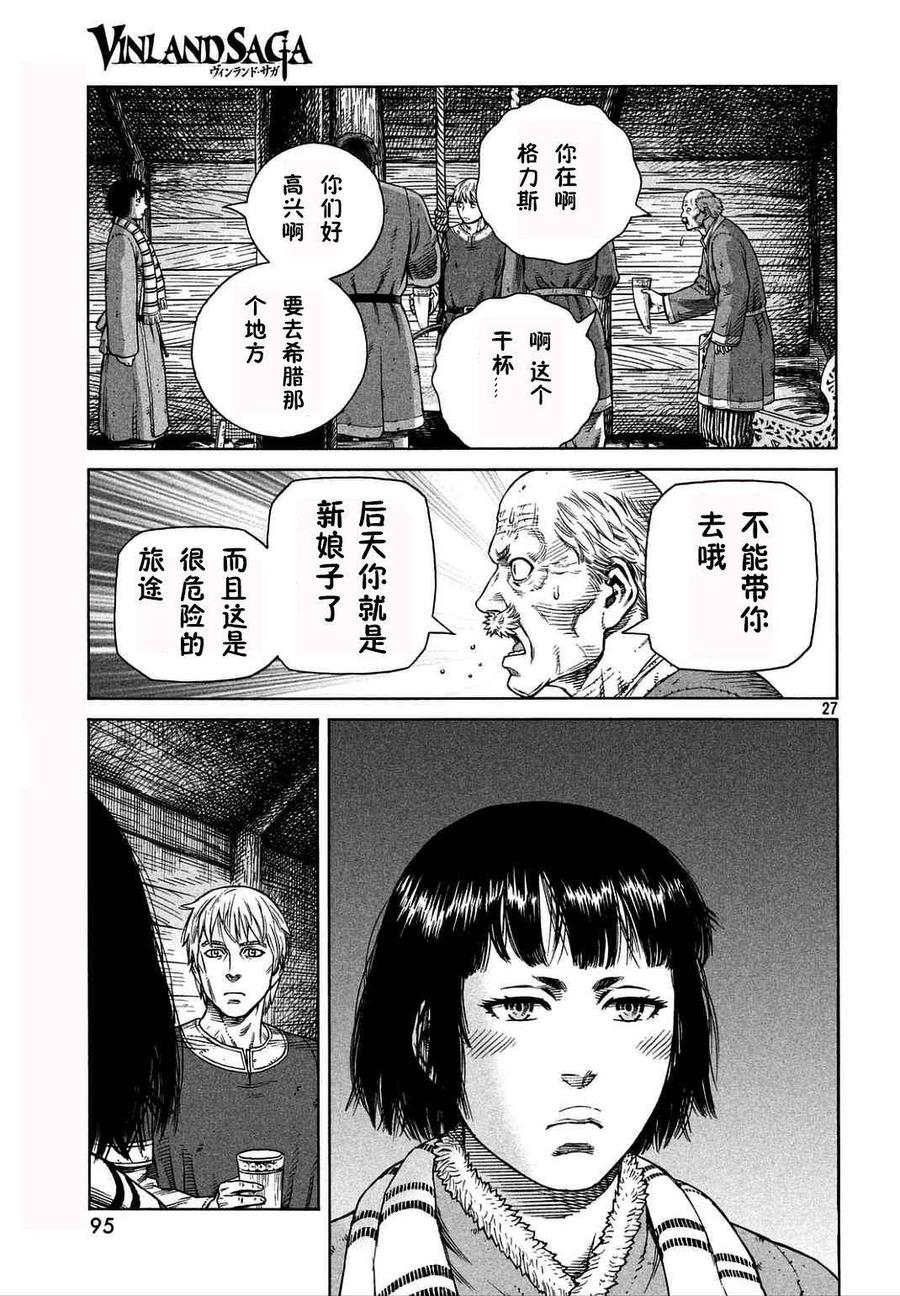 VINLAND SAGA
ヴィンランド・サガ
你在啊
格力斯
啊 这个
干杯……
你们好
高兴啊
要去希腊那
个地方
不能带你
去哦
后天你就是
新娘子了
而且这是
很危险的
旅途
27
95